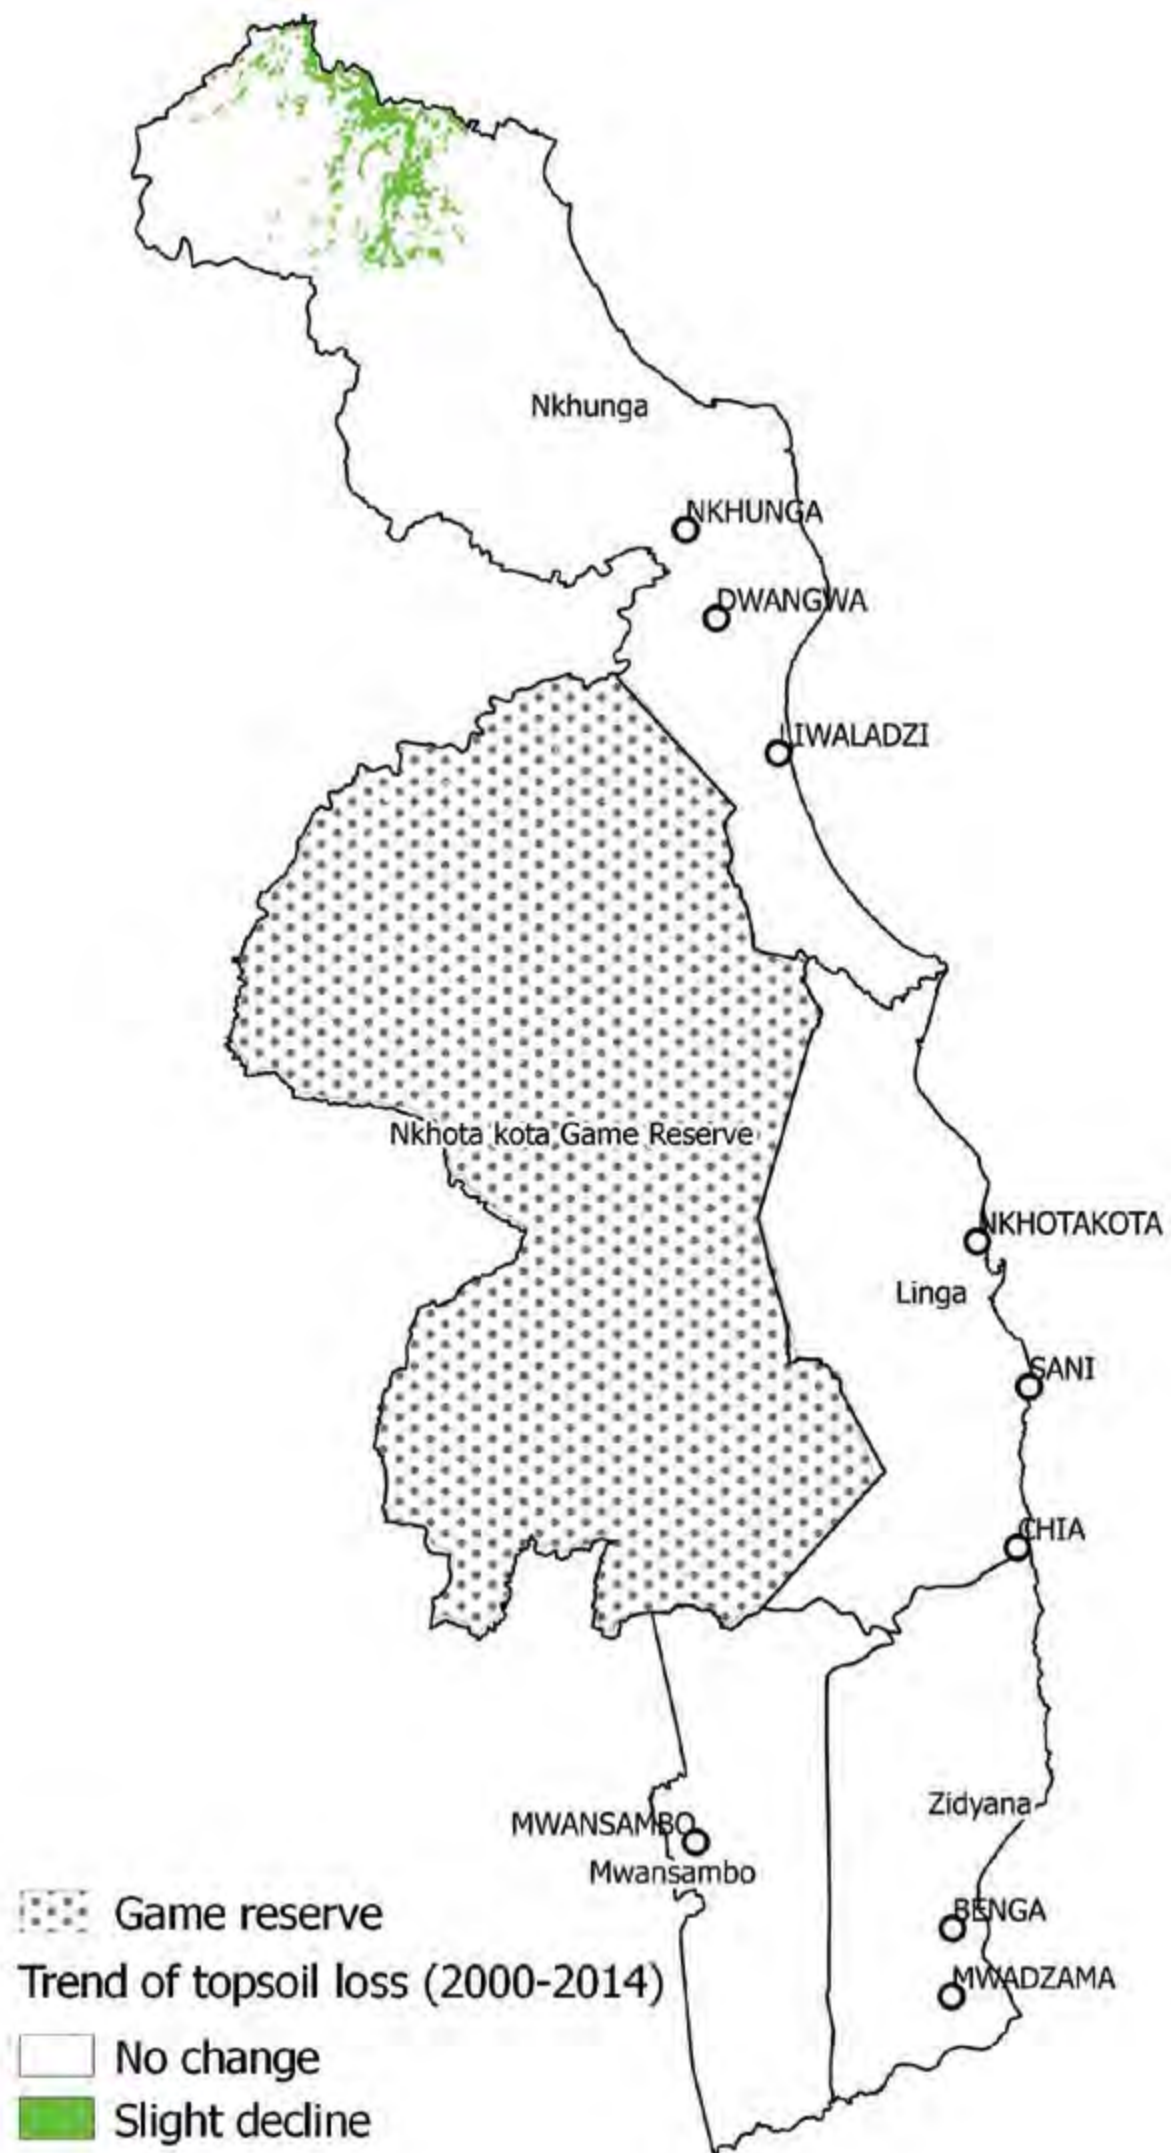 Nkhunga
NKHUNGA
DWANGWA
LIWALADZI
Nkhota kota Game Reserve
NKHOTAKOTA
Linga
SANI
CHIA
Zidyana
MWANSAMBO
Mwansambo
BENGA
MWADZAMA
Game reserve
Trend of topsoil loss (2000-2014)
No change
Slight decline